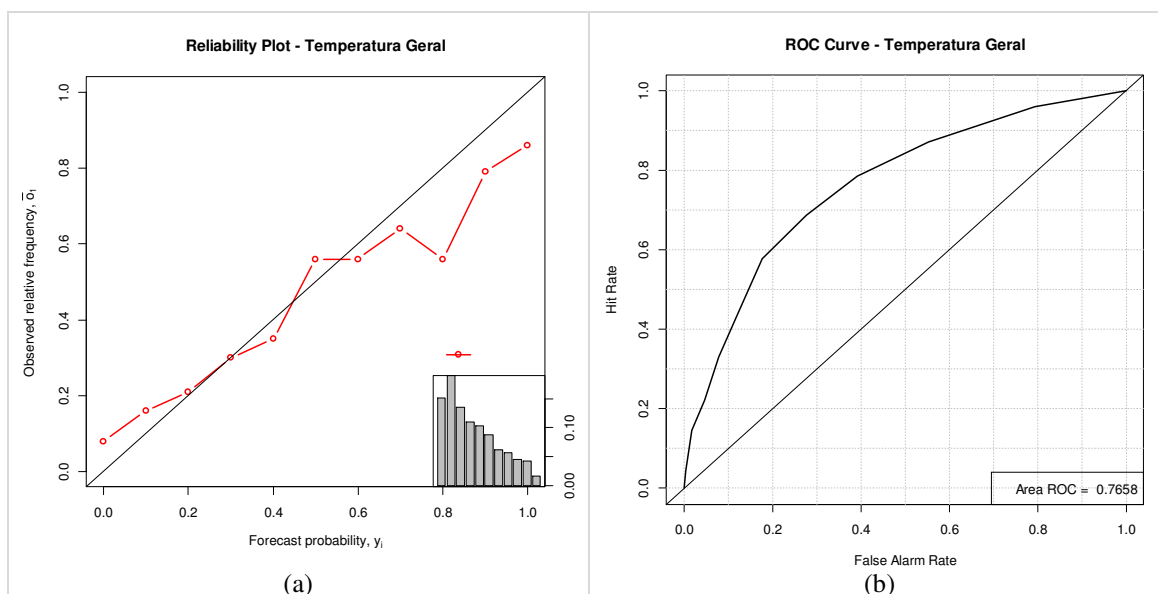 Reliability Plot - Temperatura Geral
Observed relative frequency, o̅₁
1.0
0.8
0.6
0.4
0.2
0.0
0.10
0.00
0.0 0.2 0.4 0.6 0.8 1.0
Forecast probability, yᵢ
(a)
ROC Curve - Temperatura Geral
Hit Rate
1.0
0.8
0.6
0.4
0.2
0.0
Area ROC = 0.7658
0.0 0.2 0.4 0.6 0.8 1.0
False Alarm Rate
(b)